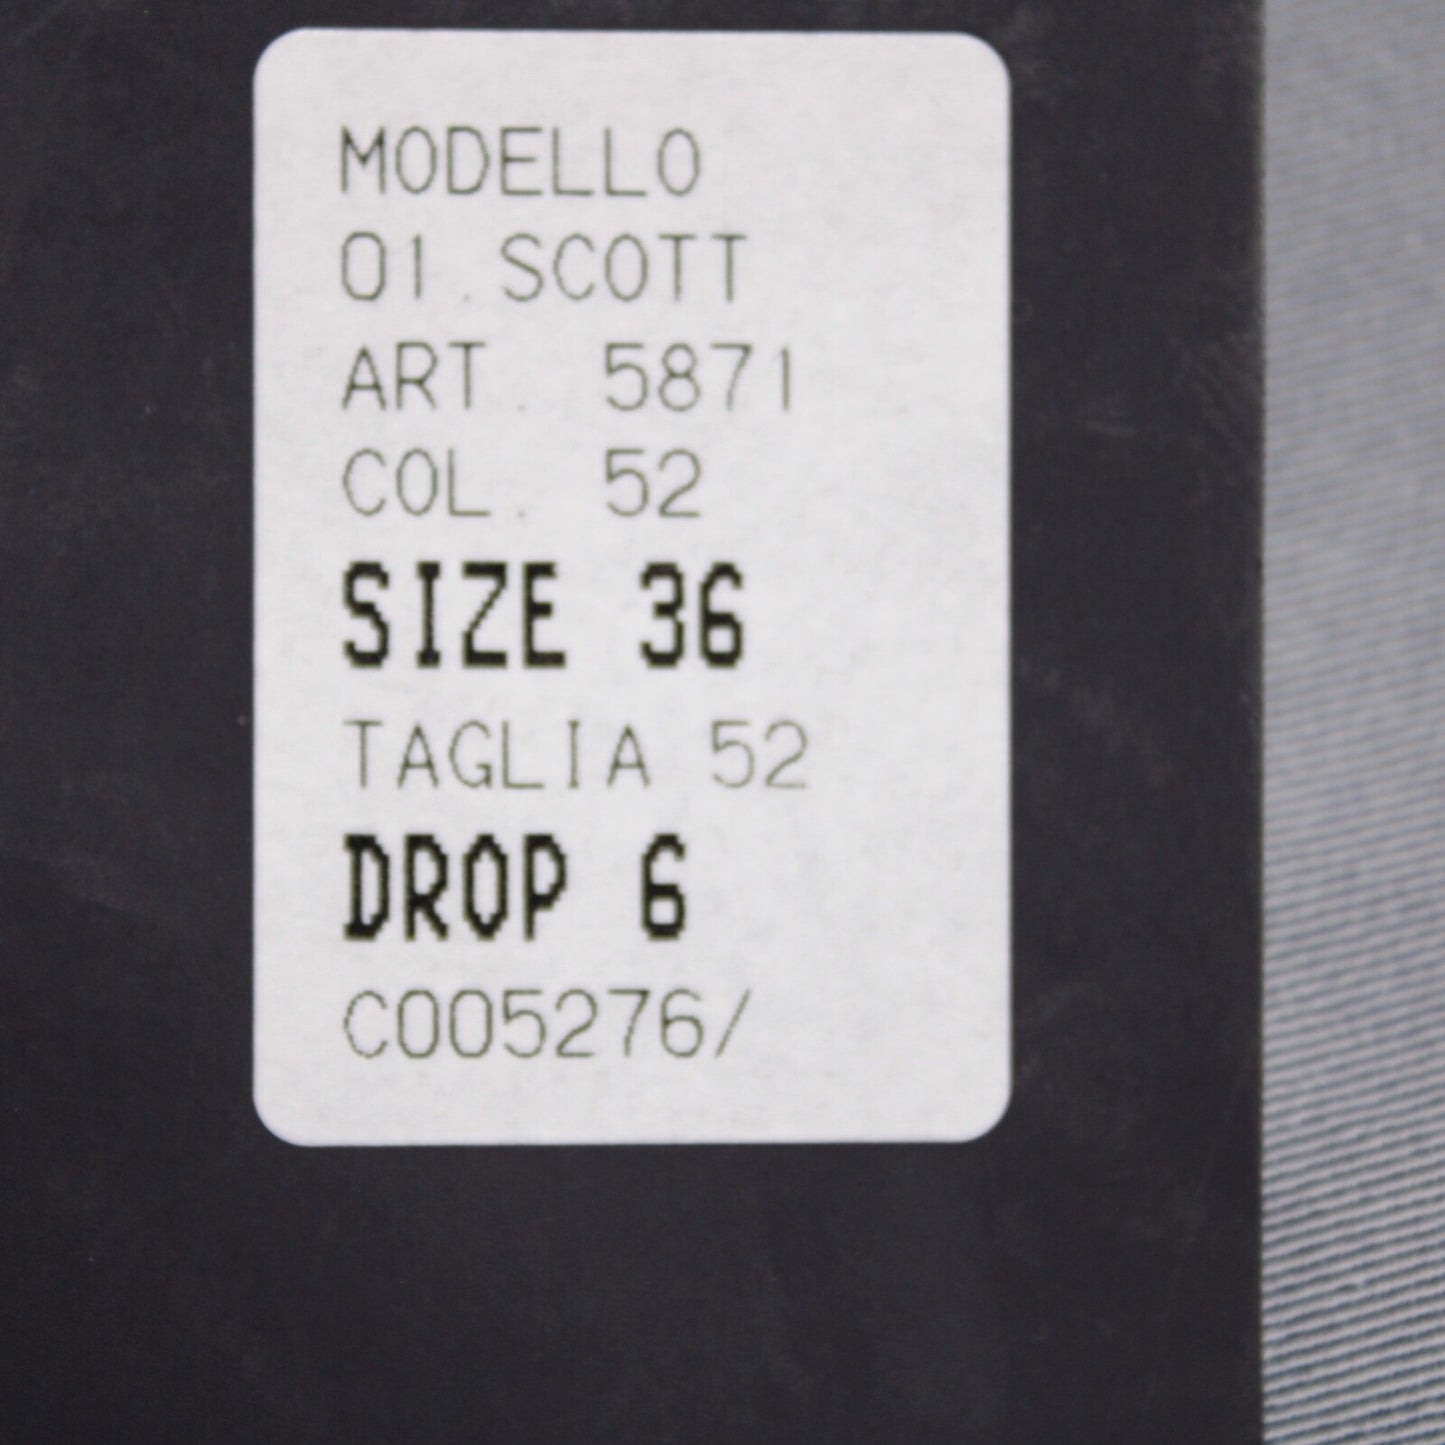 MODELLO
01.SCOTT
ART. 5871
COL. 52
SIZE 36
TAGLIA 52
DROP 6
C005276/